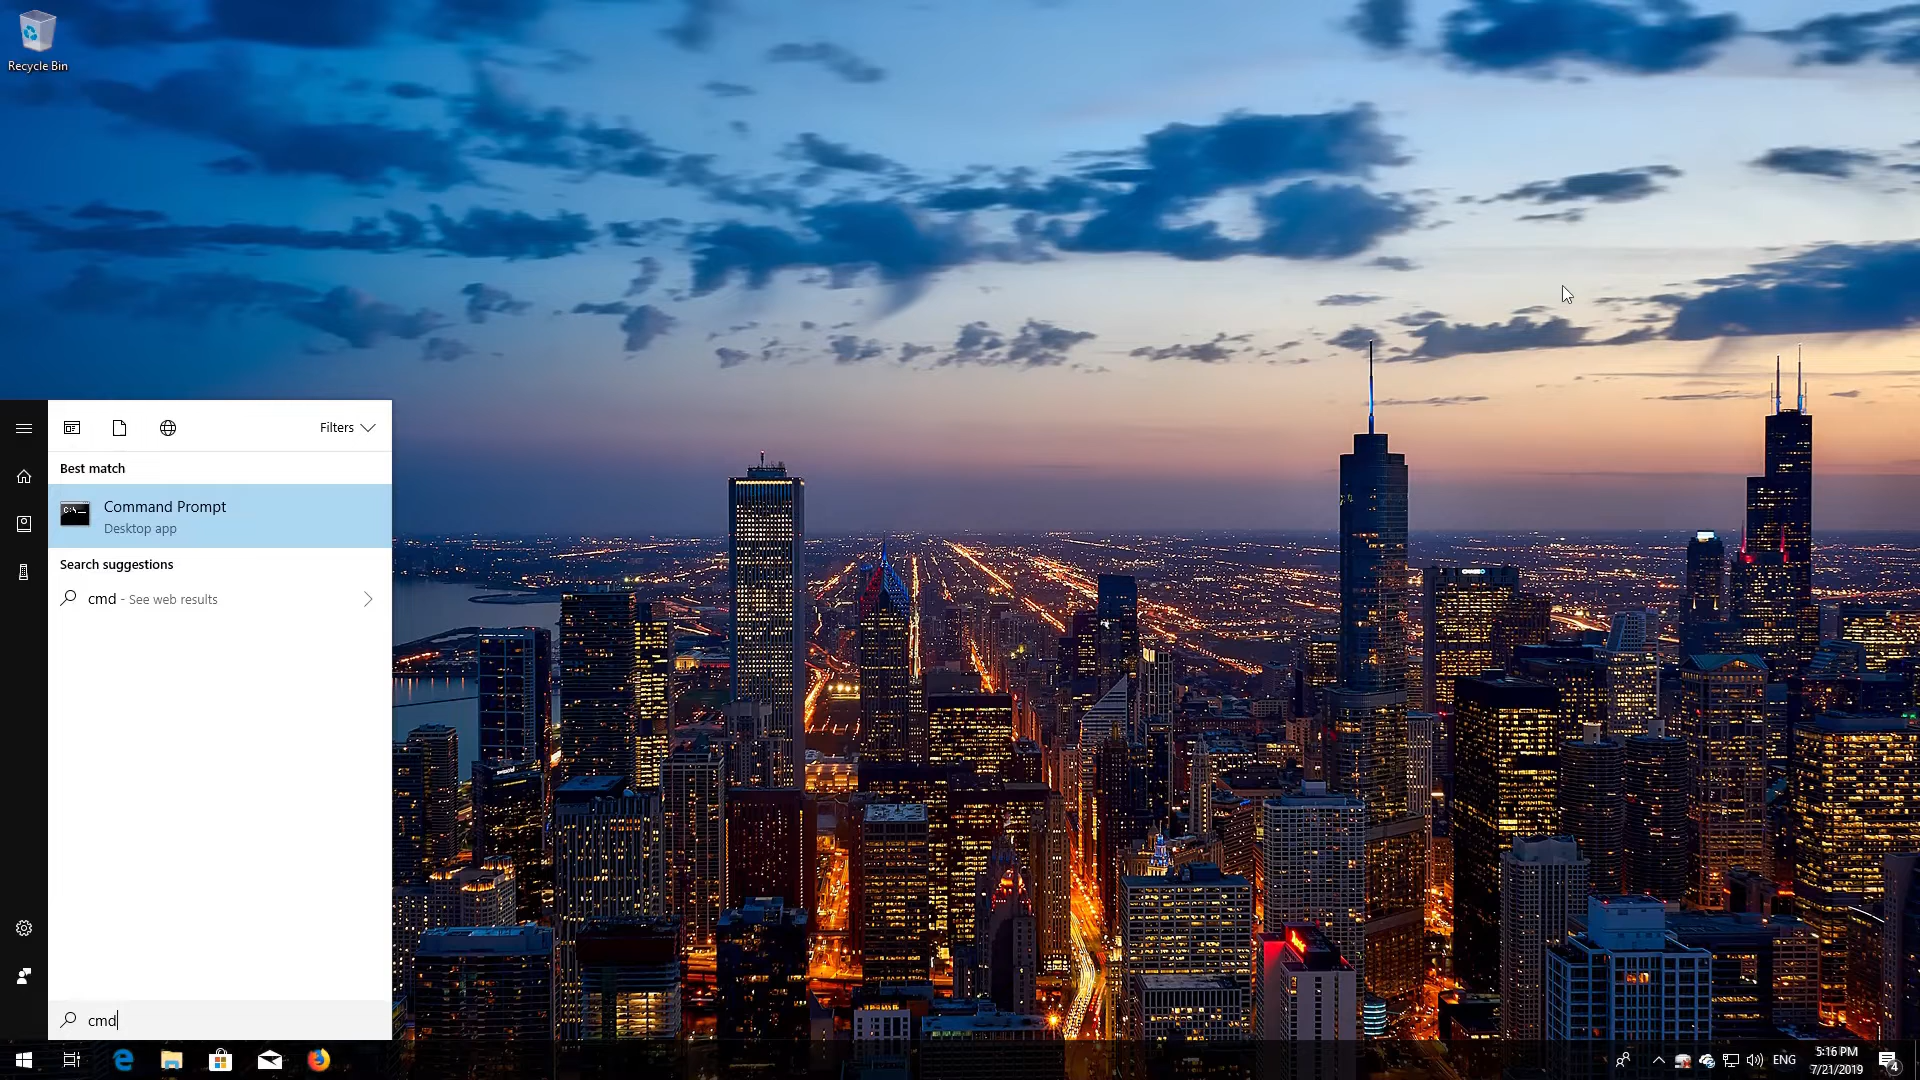 Recycle Bin
Filters
Best match
Command Prompt
Desktop app
Search suggestions
cmd - See web results
cmd
ENG
5:16 PM
7/21/2019
4